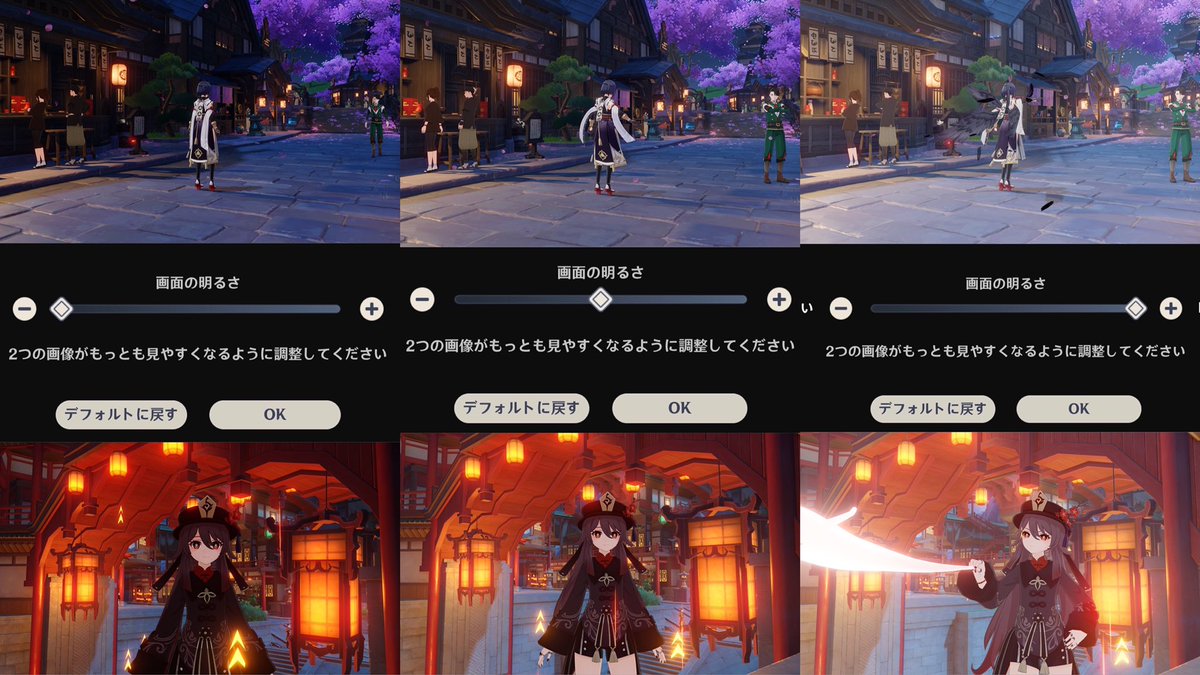 画面の明るさ
2つの画像がもっとも見やすくなるように調整してください
デフォルトに戻す
OK
画面の明るさ
2つの画像がもっとも見やすくなるように調整してください
デフォルトに戻す
OK
い
画面の明るさ
2つの画像がもっとも見やすくなるように調整してください
デフォルトに戻す
OK